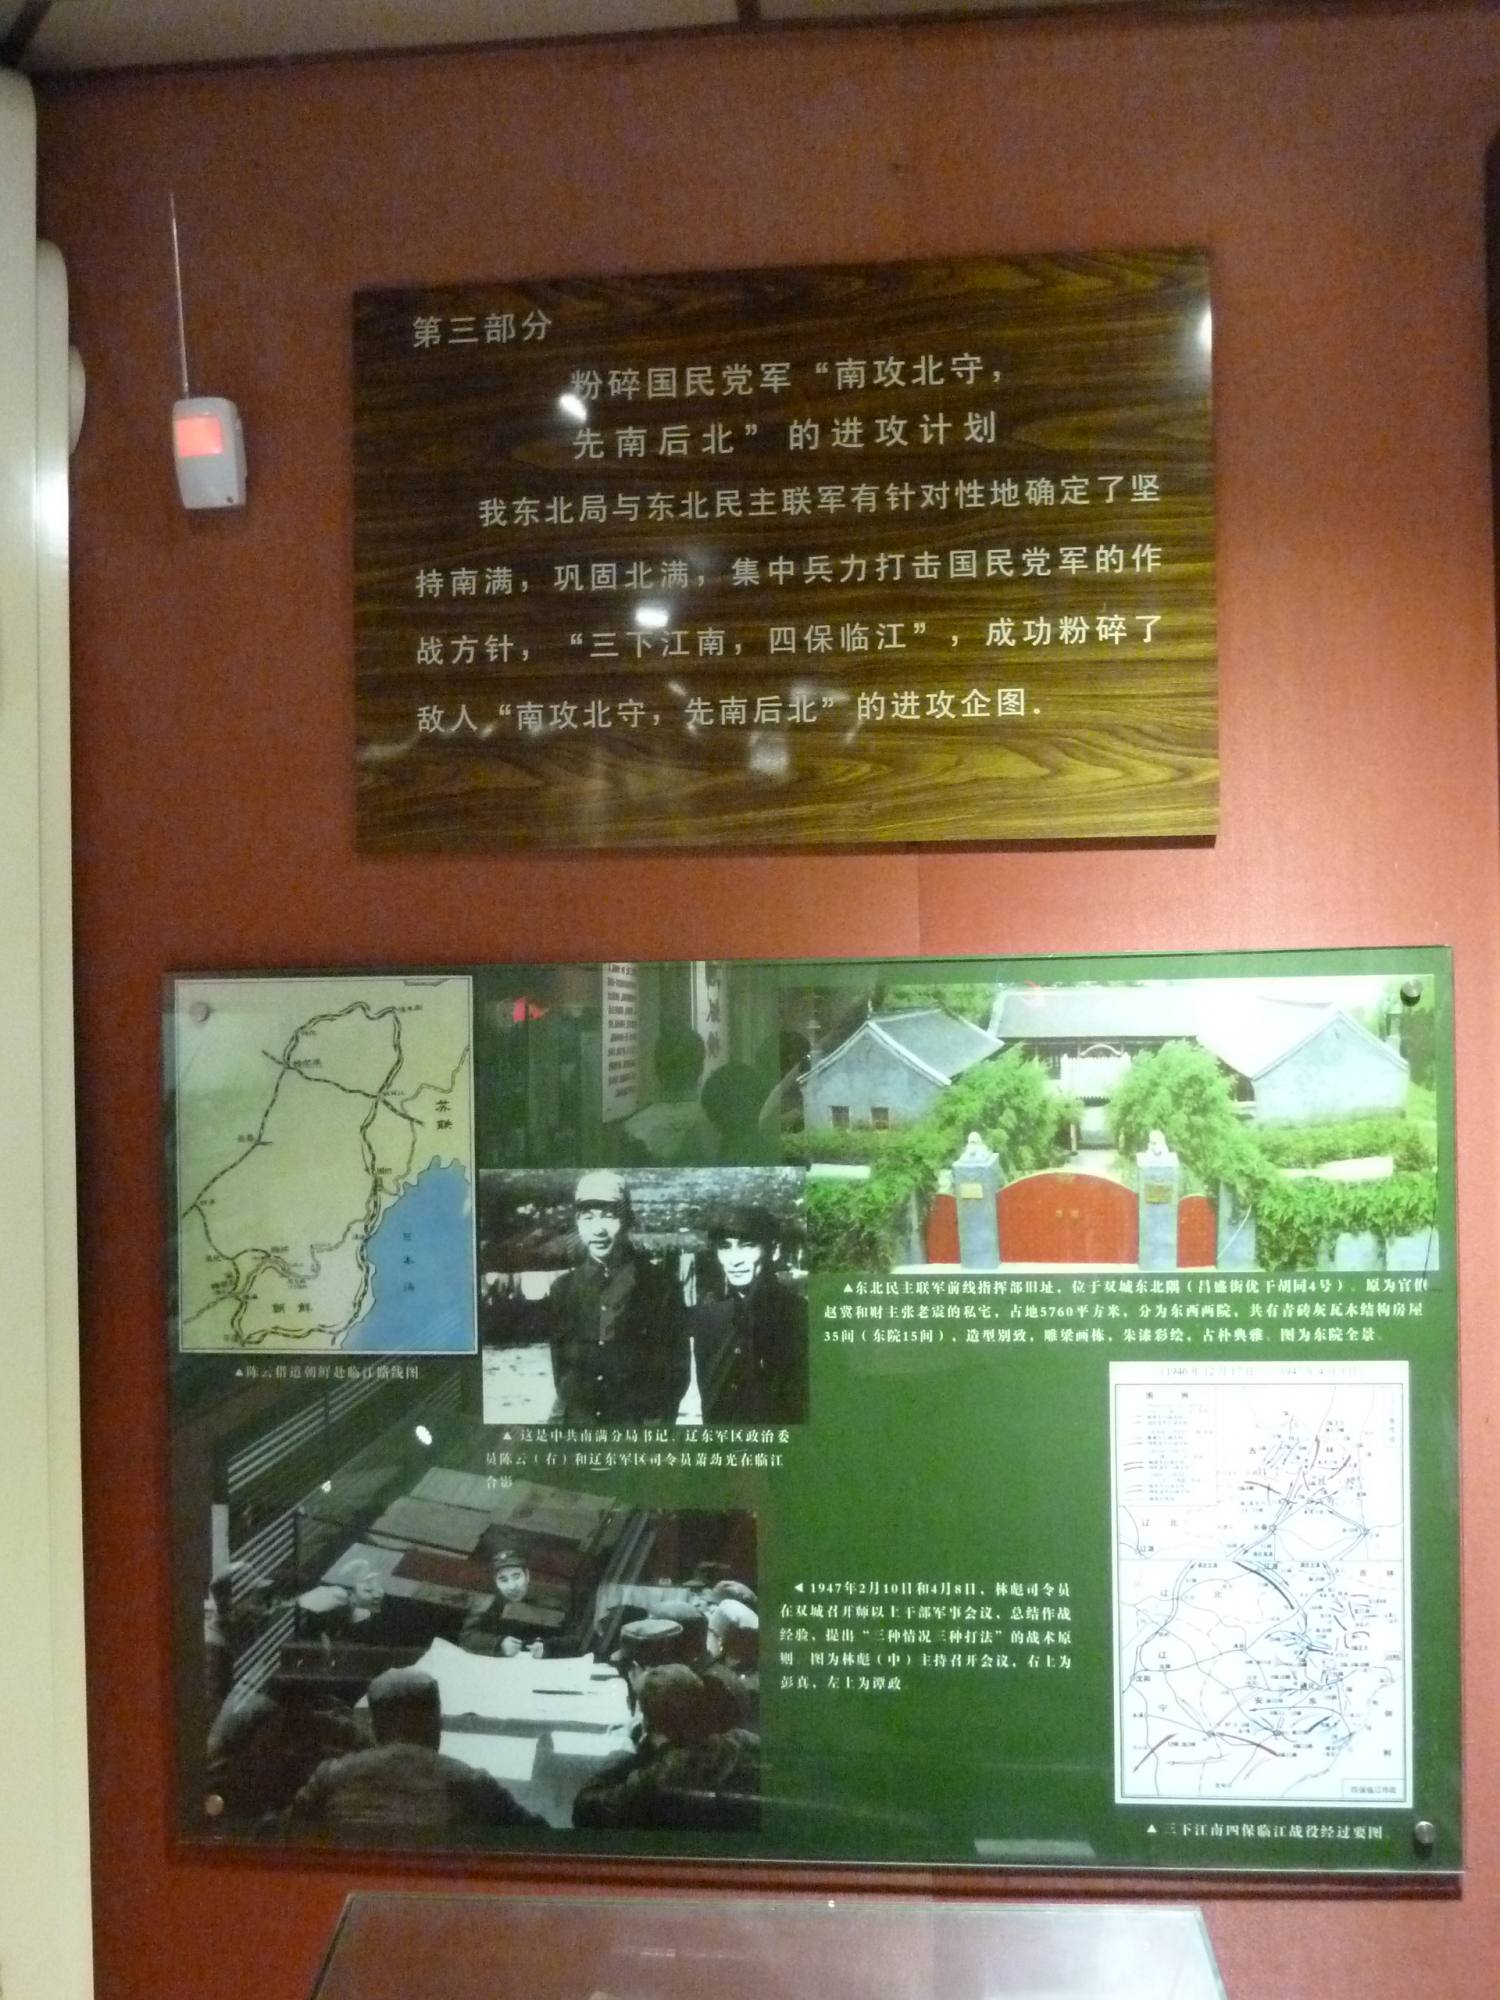 第三部分
粉碎国民党军“南攻北守，
先南后北”的进攻计划
我东北局与东北民主联军有针对性地确定了坚
持南满，巩固北满，集中兵力打击国民党军的作
战方针，“三下江南，四保临江”，成功粉碎了
敌人“南攻北守，先南后北”的进攻企图．
苏联
日本海
朝鲜
▲陈云借道朝鲜赴临江路线图
▲这是中共南满分局书记、辽东军区政治委
员陈云（右）和辽东军区司令员萧劲光在临江
合影
▲东北民主联军前线指挥部旧址，位于双城东北隅（昌盛街优干胡同4号）。原为官僚
赵冀和财主张老震的私宅，占地5760平方米，分为东西两院，共有青砖灰瓦木结构房屋
35间（东院15间），造型别致，雕梁画栋，朱漆彩绘，古朴典雅。图为东院全景。
◀1947年2月10日和4月8日，林彪司令员
在双城召开师以上干部军事会议，总结作战
经验，提出“三种情况三种打法”的战术原
则。图为林彪（中）主持召开会议，右上为
彭真，左上为谭政
吉林
辽北
辽宁
安东
朝鲜
▲三下江南四保临江战役经过要图